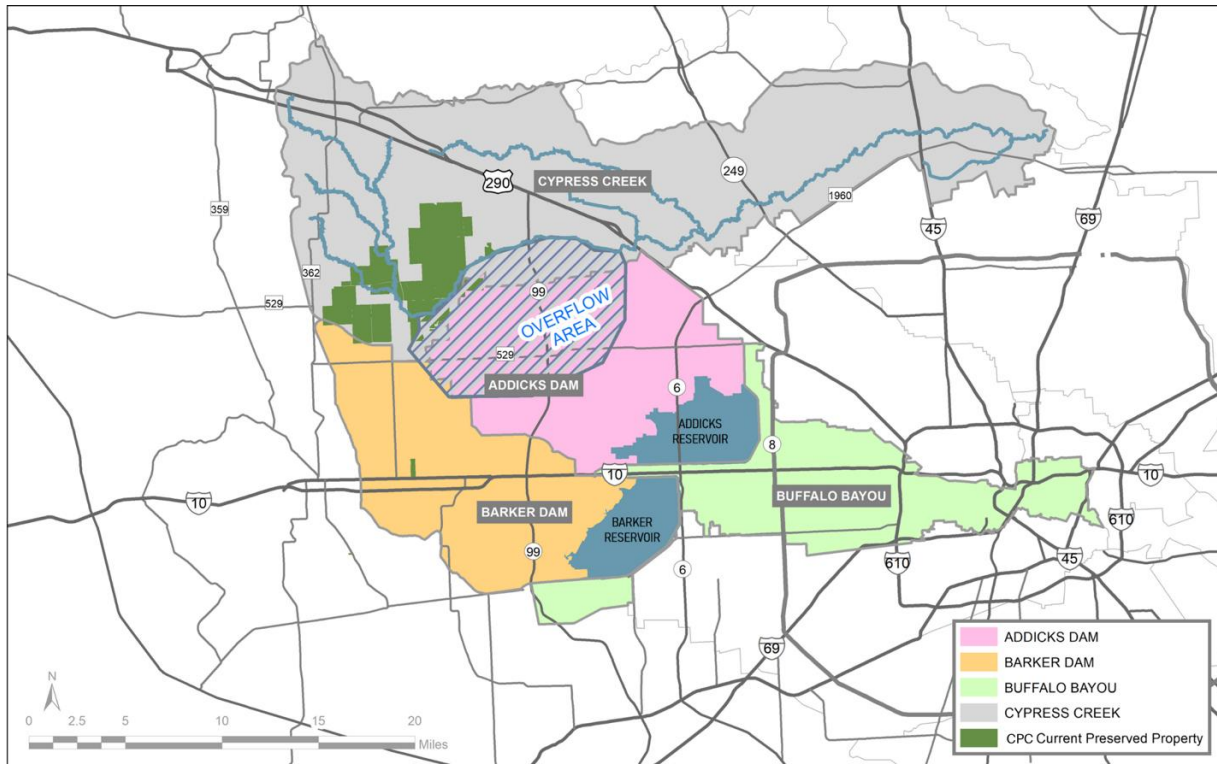 290
CYPRESS CREEK
249
1960
359
45
69
362
99
529
OVERFLOW
AREA
529
ADDICKS DAM
6
ADDICKS
RESERVOIR
8
10
10
10
BUFFALO BAYOU
BARKER DAM
BARKER
RESERVOIR
610
99
6
610
45
69
ADDICKS DAM
BARKER DAM
BUFFALO BAYOU
CYPRESS CREEK
CPC Current Preserved Property
N
0 2.5 5 10 15 20
Miles